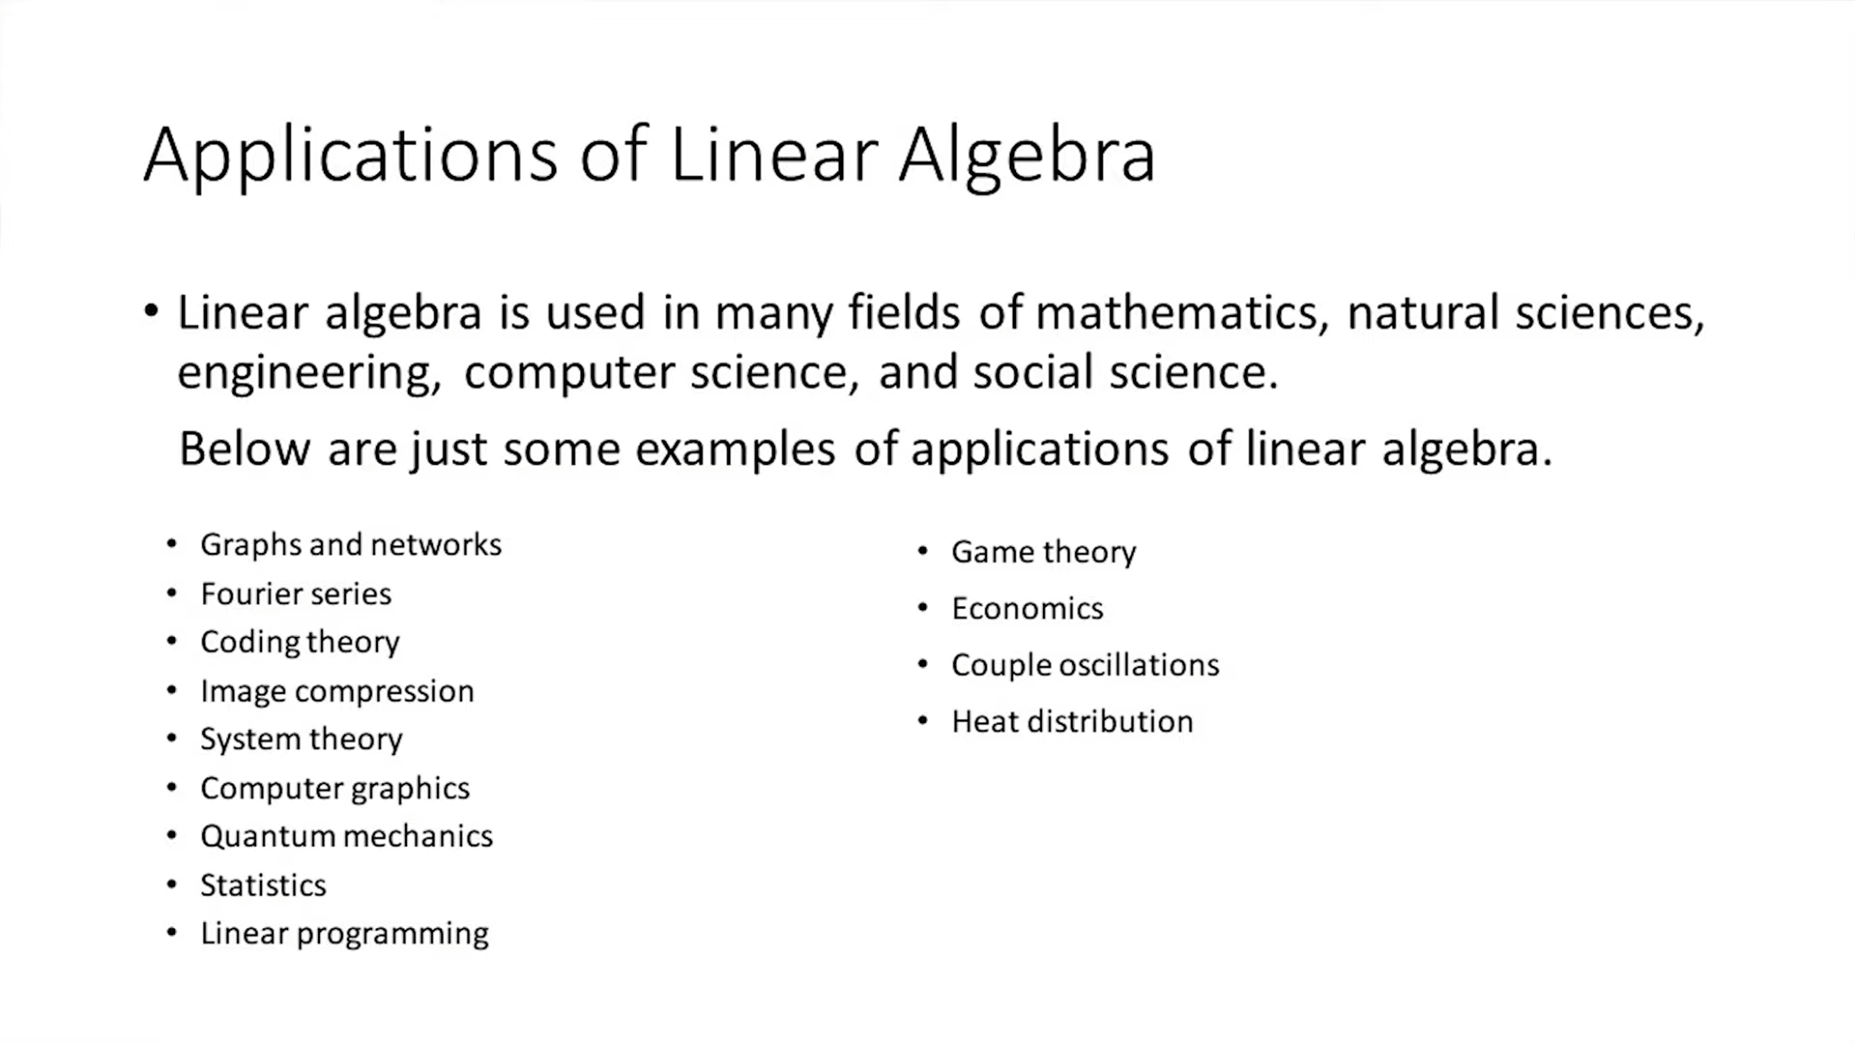 Applications of Linear Algebra
• Linear algebra is used in many fields of mathematics, natural sciences,
engineering, computer science, and social science.
Below are just some examples of applications of linear algebra.
• Graphs and networks
• Fourier series
• Coding theory
• Image compression
• System theory
• Computer graphics
• Quantum mechanics
• Statistics
• Linear programming
• Game theory
• Economics
• Couple oscillations
• Heat distribution